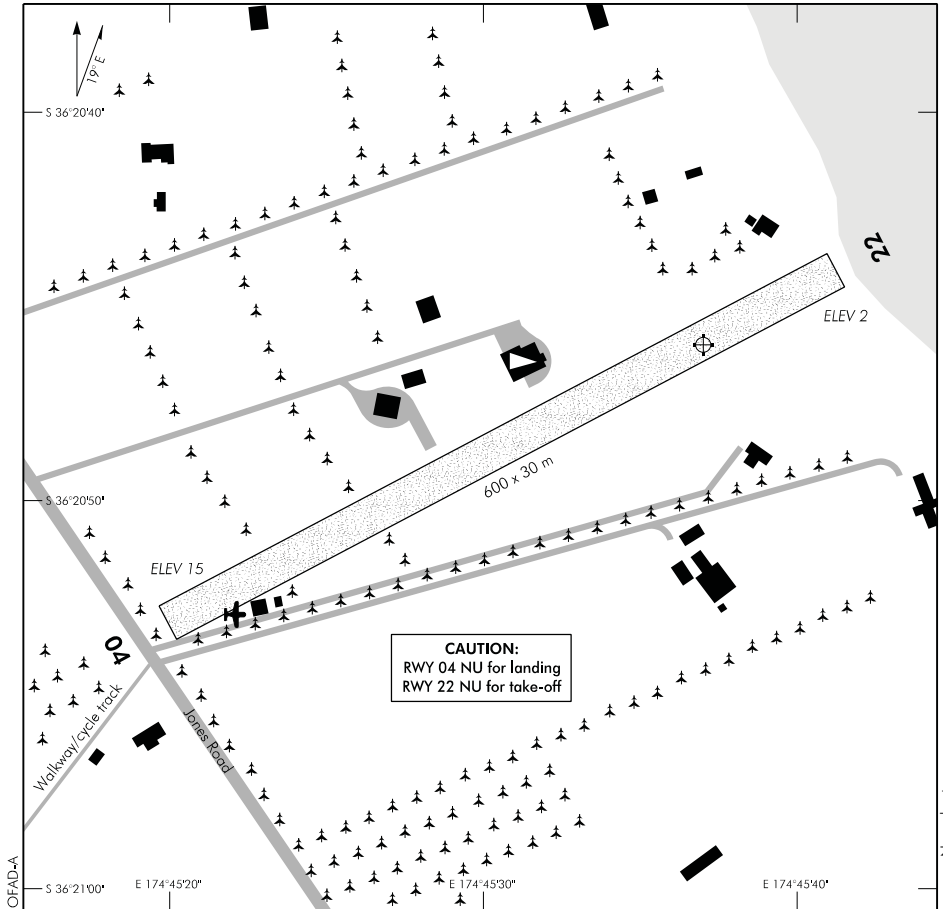 19° E
S 36°20'40"
22
ELEV 2
600 x 30 m
S 36°20'50"
ELEV 15
04
CAUTION:
RWY 04 NU for landing
RWY 22 NU for take-off
Walkway/cycle track
Jones Road
OFAD-A
S 36°21'00"
E 174°45'20"
E 174°45'30"
E 174°45'40"